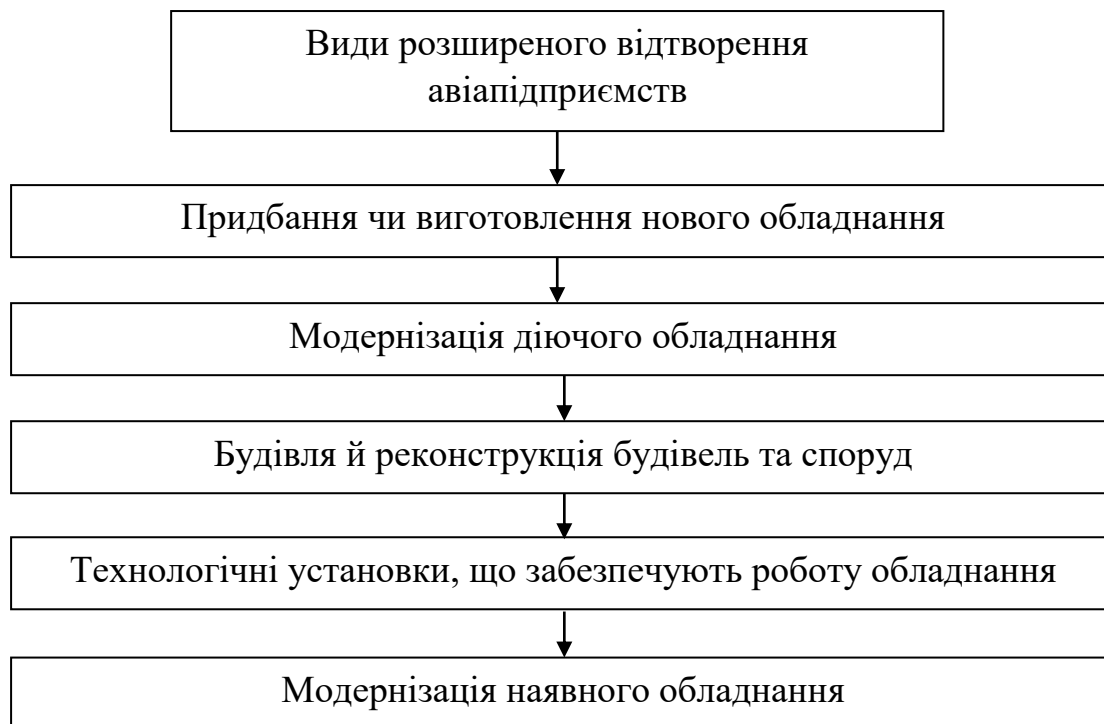 Види розширеного відтворення
авіапідприємств
Придбання чи виготовлення нового обладнання
Модернізація діючого обладнання
Будівля й реконструкція будівель та споруд
Технологічні установки, що забезпечують роботу обладнання
Модернізація наявного обладнання